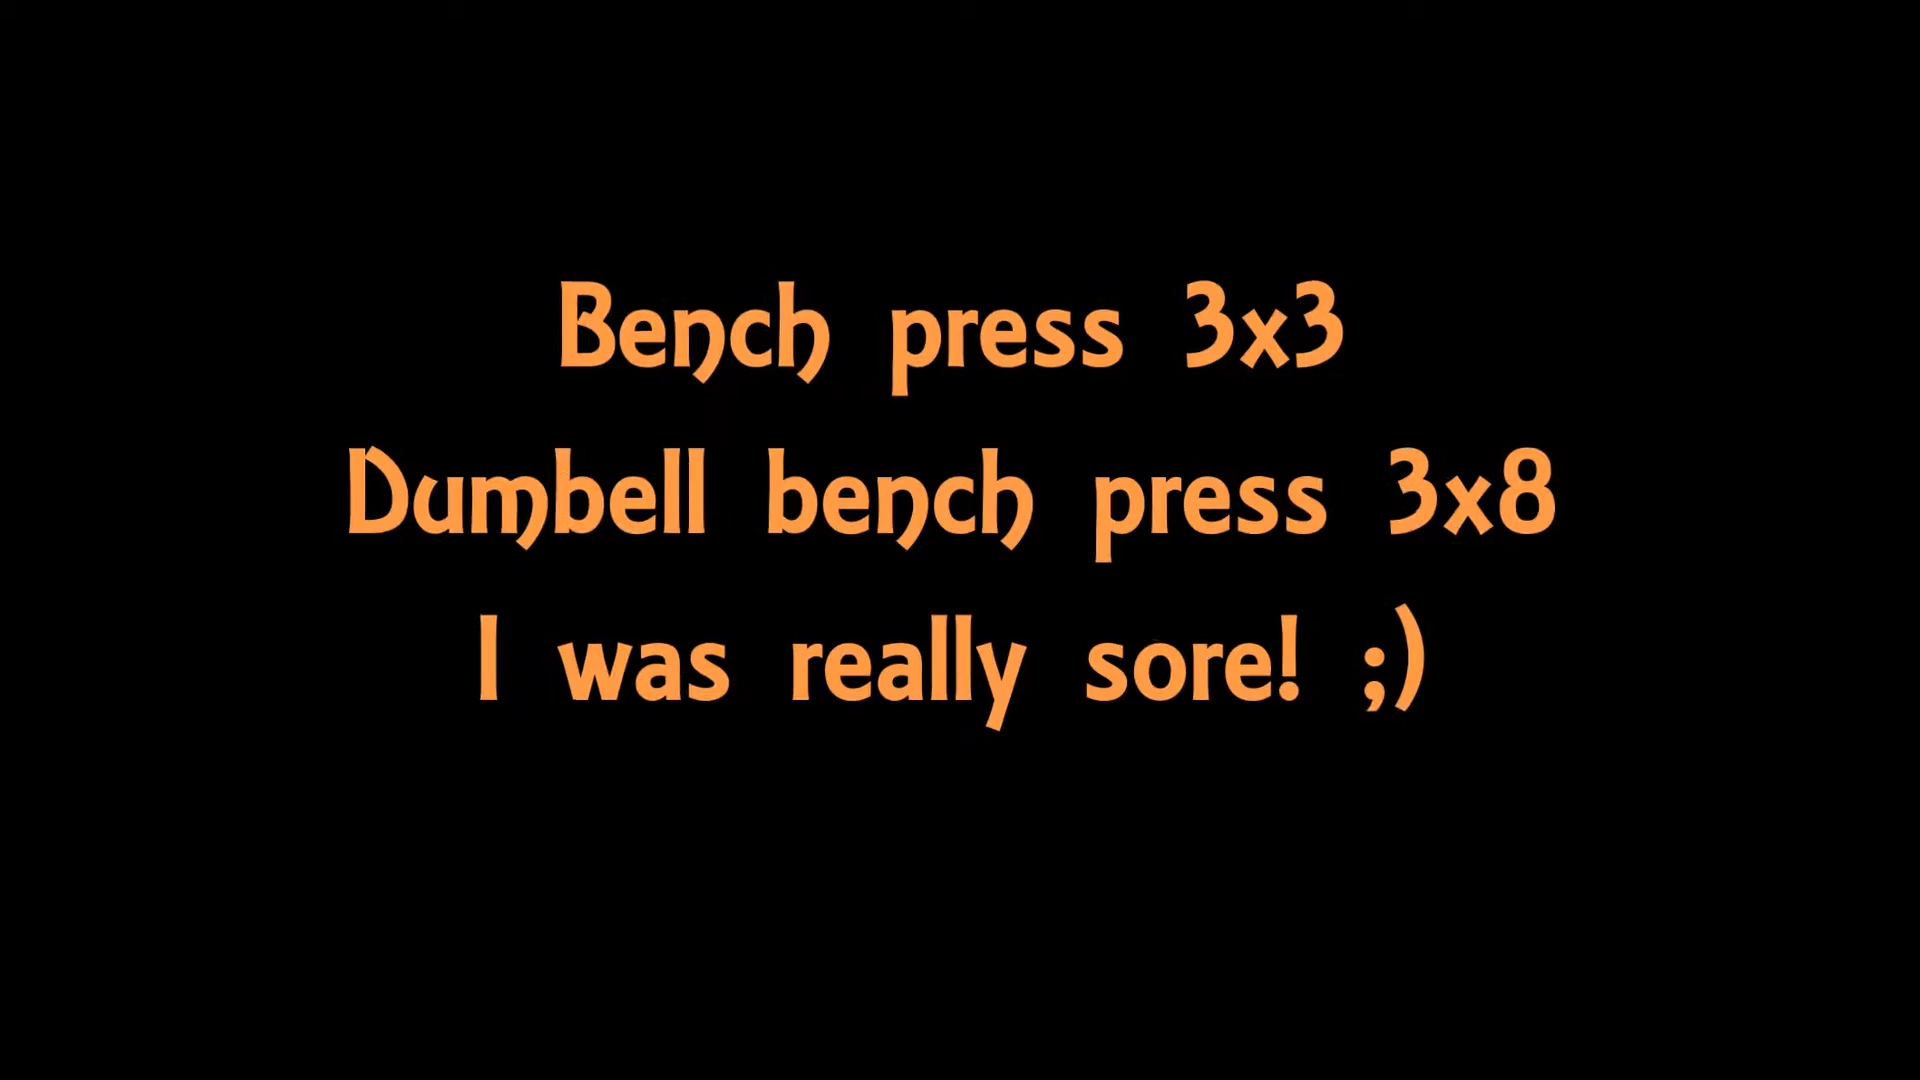 Bench press 3x3
Dumbell bench press 3x8
I was really sore! ;)